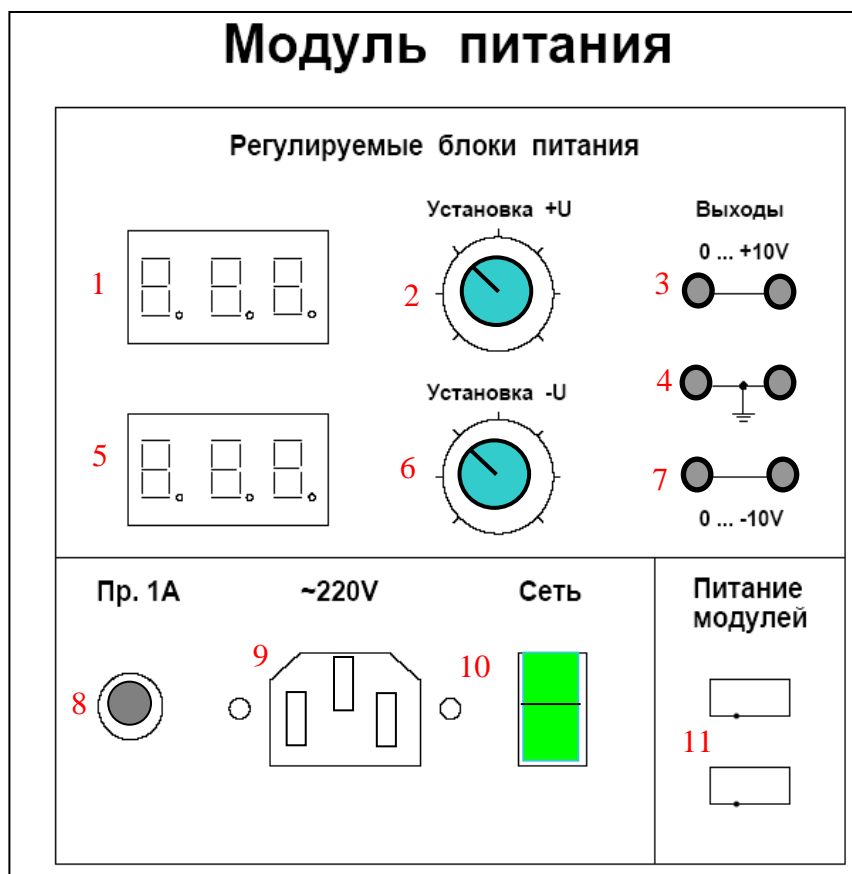 Модуль питания
Регулируемые блоки питания
Установка +U
Выходы
0 ... +10V
1
2
3
4
Установка -U
5
6
7
0 ... -10V
Пр. 1А
~220V
Сеть
Питание
модулей
8
9
10
11